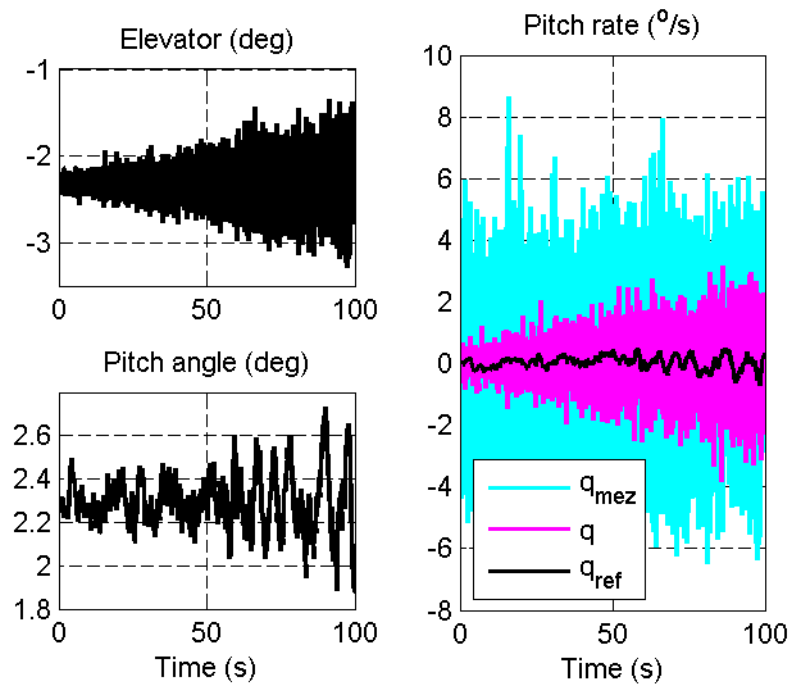 Elevator (deg)
-1
-2
-3
0 50 100
Pitch angle (deg)
2.6
2.4
2.2
2
1.8
0 50 100
Time (s)
Pitch rate (º/s)
10
8
6
4
2
0
-2
-4
-6
-8
q_mez
q
q_ref
0 50 100
Time (s)